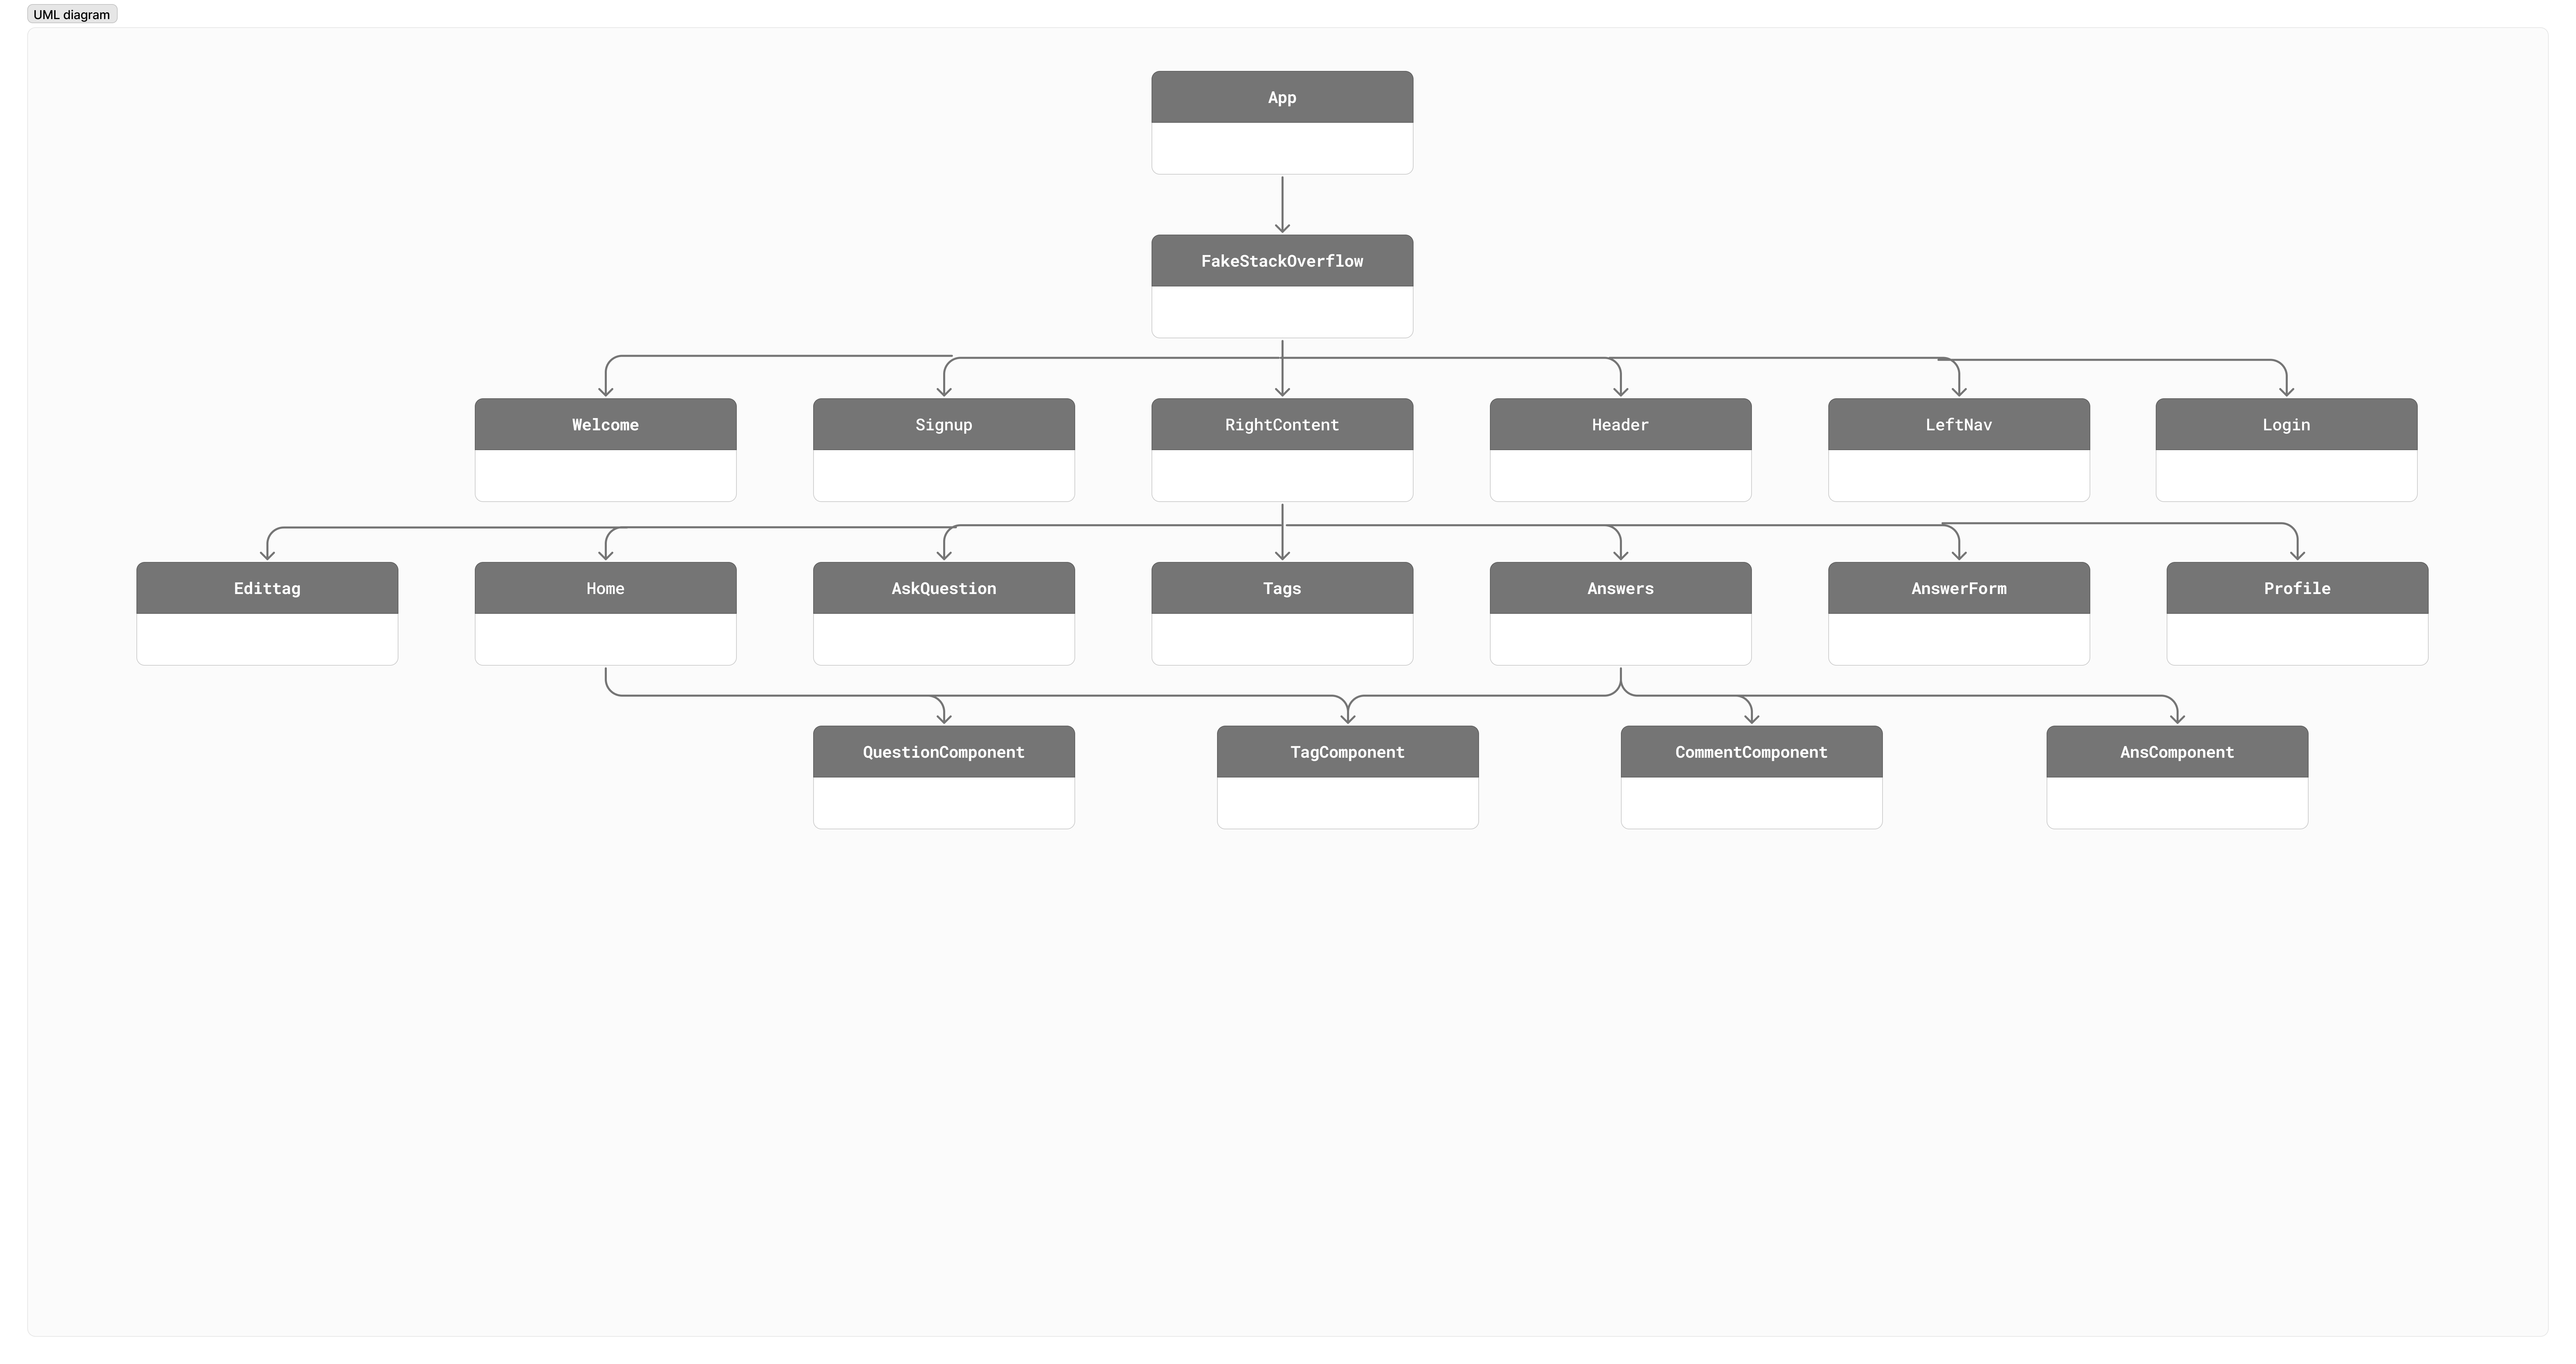 UML diagram
App
FakeStackOverflow
Welcome
Signup
RightContent
Header
LeftNav
Login
Edittag
Home
AskQuestion
Tags
Answers
AnswerForm
Profile
QuestionComponent
TagComponent
CommentComponent
AnsComponent